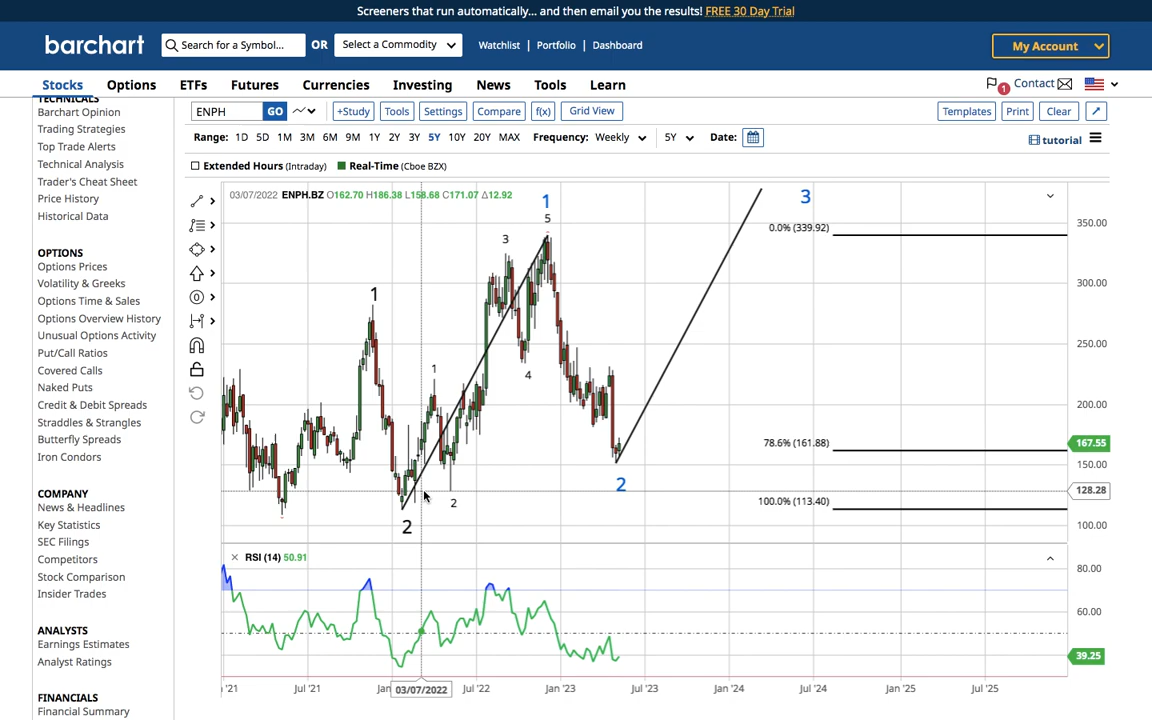 Screeners that run automatically... and then email you the results! FREE 30 Day Trial
barchart Search for a Symbol... OR Select a Commodity Watchlist | Portfolio | Dashboard My Account
Stocks Options ETFs Futures Currencies Investing News Tools Learn 1 Contact
TECHNICALS
Barchart Opinion
Trading Strategies
Top Trade Alerts
Technical Analysis
Trader's Cheat Sheet
Price History
Historical Data
OPTIONS
Options Prices
Volatility & Greeks
Options Time & Sales
Options Overview History
Unusual Options Activity
Put/Call Ratios
Covered Calls
Naked Puts
Credit & Debit Spreads
Straddles & Strangles
Butterfly Spreads
Iron Condors
COMPANY
News & Headlines
Key Statistics
SEC Filings
Competitors
Stock Comparison
Insider Trades
ANALYSTS
Earnings Estimates
Analyst Ratings
FINANCIALS
Financial Summary
ENPH GO +Study Tools Settings Compare f(x) Grid View Templates Print Clear
Range: 1D 5D 1M 3M 6M 9M 1Y 2Y 3Y 5Y 10Y 20Y MAX Frequency: Weekly 5Y Date: tutorial
Extended Hours (Intraday) Real-Time (Cboe BZX)
03/07/2022 ENPH.BZ O162.70 H186.38 L158.68 C171.07 Δ12.92
1 3
5
0.0% (339.92) 350.00
3
1 300.00
4 250.00
1
200.00
78.6% (161.88) 167.55
150.00
2 128.28
100.0% (113.40)
2
2 100.00
RSI (14) 50.91
80.00
60.00
39.25
'21 Jul '21 Jan 03/07/2022 Jul '22 Jan '23 Jul '23 Jan '24 Jul '24 Jan '25 Jul '25